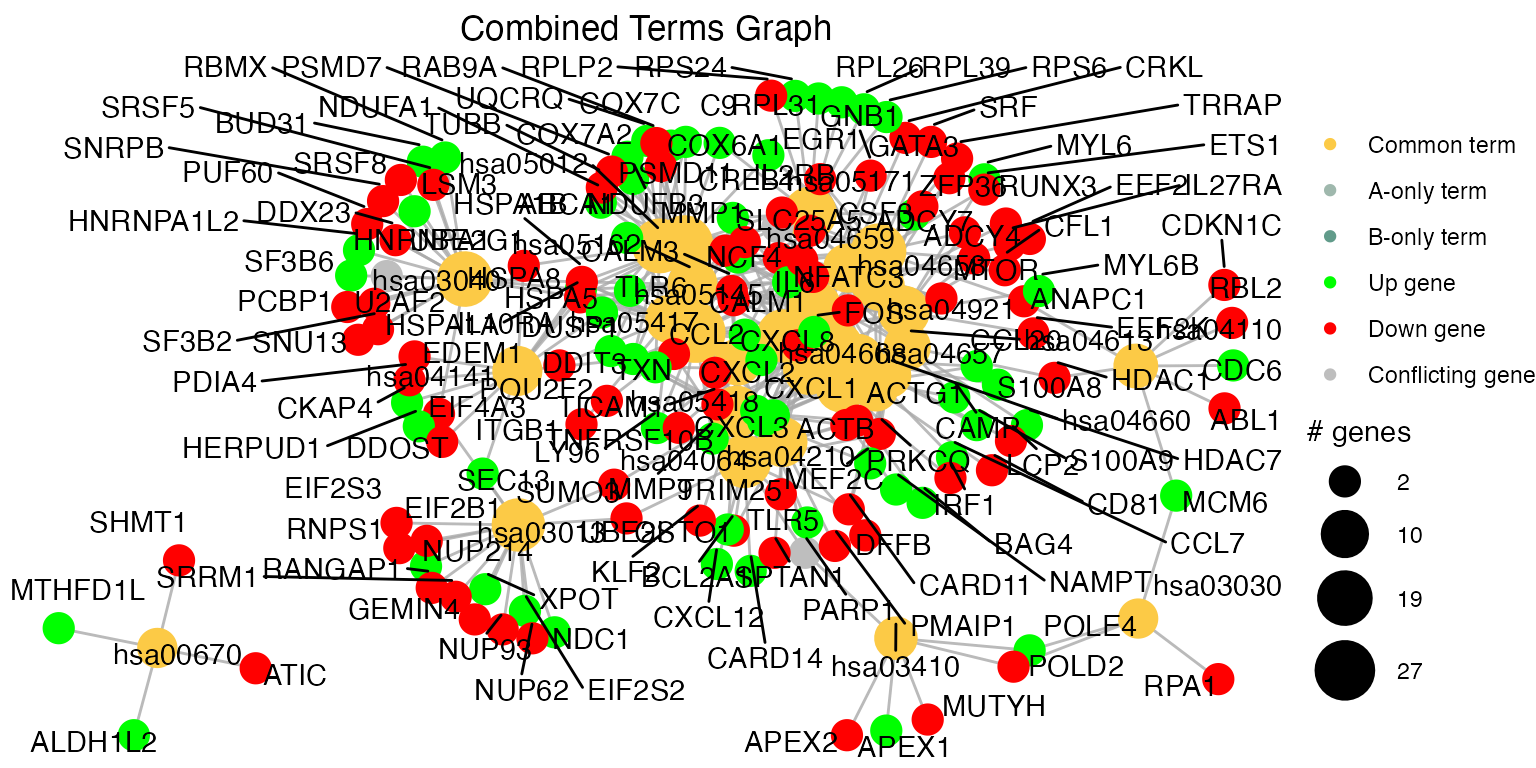 Combined Terms Graph
RBMX PSMD7 RAB9A RPLP2 RPS24 RPL26 RPL39 RPS6 CRKL
SRSF5 NDUFA1 UQCRQ COX7C C9 RPL31 GNB1 SRF TRRAP
BUD31 TUBB COX7A2 COX6A1 EGR1 GATA3 MYL6 ETS1
SNRPB SRSF8 hsa05012 PSMD11 IL2RB
PUF60 LSM3 CREB hsa05171 ZFP36 RUNX3 EFF2 IL27RA
DDX23 HSPA1B ABCA1 NDUFB3 MMP1 SLC25A5 CSF3 ADCY7 CFL1 CDKN1C
HNRNPA1L2 HNRNPA2 UBE2G1 hsa05162 CALM3 NCF4 hsa04659 ADCY4
SF3B6 hsa03040 HSPA8 TLR6 IL6 NFATC3 hsa04658 MTOR MYL6B
PCBP1 U2AF2 HSPA5 hsa05145 CALM1 FOS hsa04921 ANAPC1 RBL2
SF3B2 SNU13 HSPA1A IL10RA DUSP1 hsa05417 CCL2 CXCL8 CCL20 hsa04613 EEF2K hsa04110
PDIA4 EDEM1 hsa04141 DDIT3 TXN CXCL2 hsa04668 hsa04657 HDAC1 CDC6
CKAP4 EIF4A3 POU2F2 TICAM1 hsa05418 CXCL1 ACTG1 S100A8
HERPUD1 DDOST ITGB1 TNFRSF10B CXCL3 ACTB CAMP hsa04660 ABL1
LY96 hsa04064 hsa04210 PRKCQ LCP2 S100A9 HDAC7
EIF2S3 SEC13 SUMO3 MMP9 TRIM25 MEF2C IRF1 CD81 MCM6
SHMT1 RNPS1 EIF2B1 hsa03013 GSTO1 TLR5 DFFB BAG4 CCL7
MTHFD1L SRRM1 RANGAP1 NUP214 KLF2 SPTAN1 CARD11 NAMPT hsa03030
GEMIN4 XPOT CXCL12 PARP1 PMAIP1 POLE4
hsa00670 ATIC NUP93 NDC1 CARD14 hsa03410 POLD2
NUP62 EIF2S2 RPA1
ALDH1L2 APEX2 APEX1 MUTYH
Common term
A-only term
B-only term
Up gene
Down gene
Conflicting gene
# genes
2
10
19
27